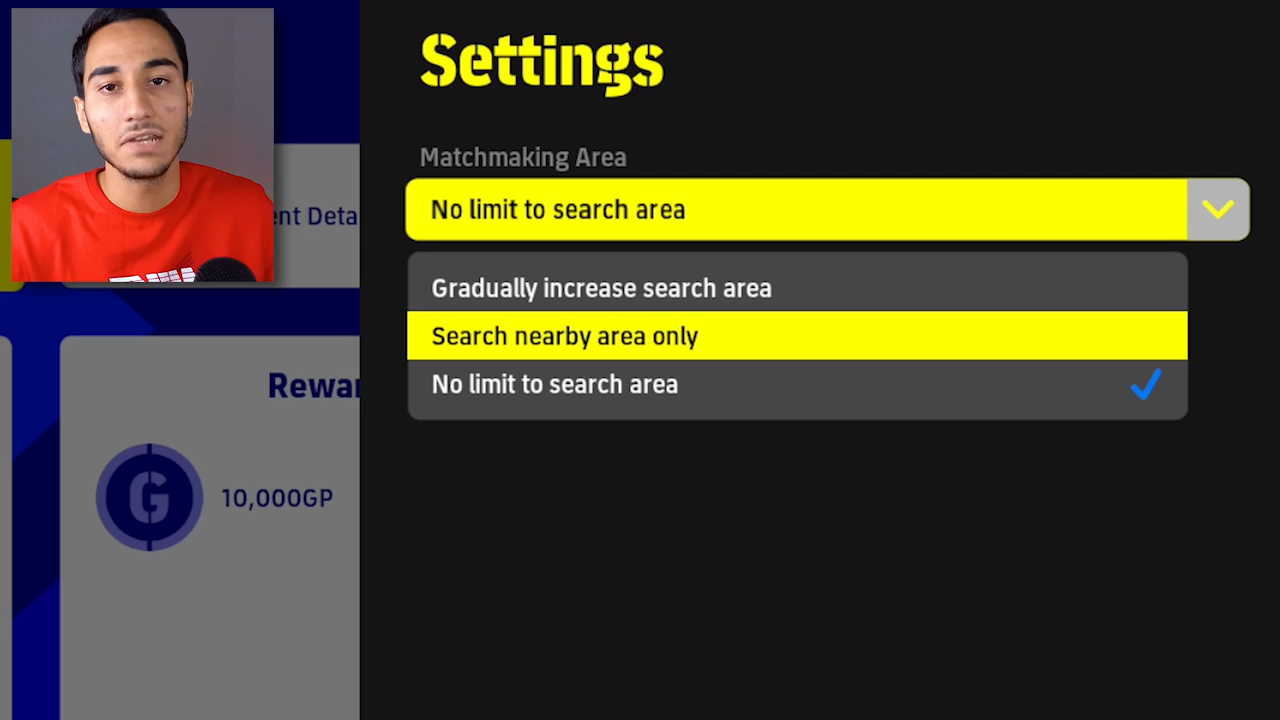 Settings
Matchmaking Area
No limit to search area
Gradually increase search area
Search nearby area only
No limit to search area
G
10,000GP